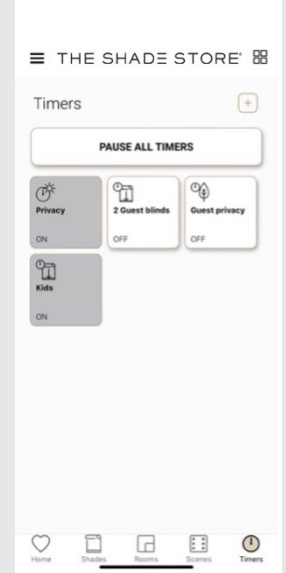 THE SHADE STORE®
Timers
+
PAUSE ALL TIMERS
Privacy
ON
2 Guest blinds
OFF
Guest privacy
OFF
Kids
ON
Home
Shades
Rooms
Scenes
Timers